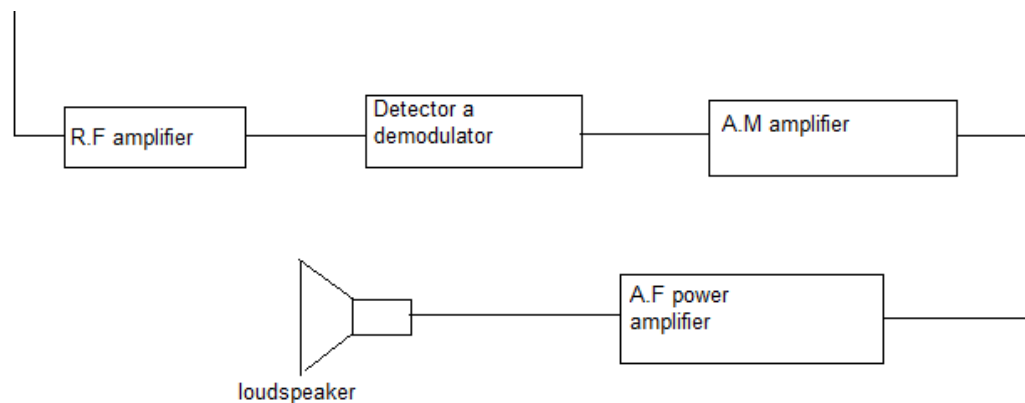 R.F amplifier
Detector a
demodulator
A.M amplifier
A.F power
amplifier
loudspeaker